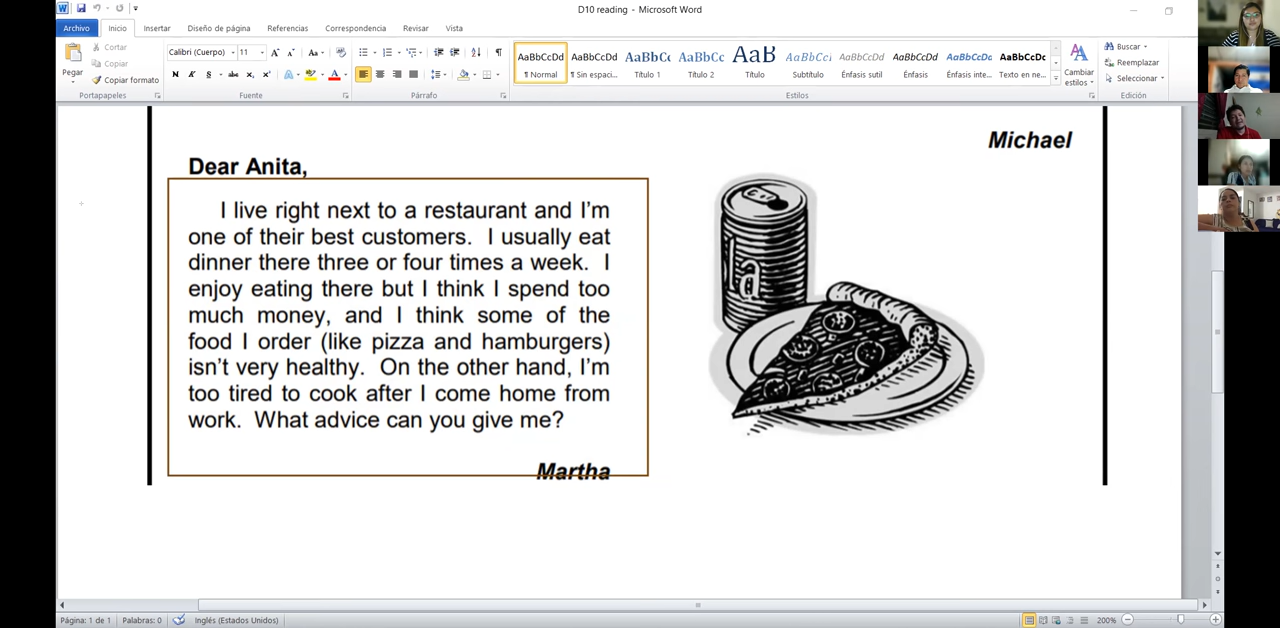 D10 reading - Microsoft Word
Archivo Inicio Insertar Diseño de página Referencias Correspondencia Revisar Vista
Pegar
Cortar
Copiar
Copiar formato
Portapapeles
Calibri (Cuerpo) 11
Fuente
Párrafo
AaBbCcDd AaBbCcDd AaBbCc AaBbCc AaB AaBbCcI AaBbCcDd AaBbCcDd AaBbCcDc AaBbCcDc
¶ Normal ¶ Sin espaci... Título 1 Título 2 Título Subtítulo Énfasis sutil Énfasis Énfasis inte... Texto en ne...
Estilos
Cambiar
estilos
Buscar
Reemplazar
Seleccionar
Edición
Michael
Dear Anita,
I live right next to a restaurant and I'm
one of their best customers. I usually eat
dinner there three or four times a week. I
enjoy eating there but I think I spend too
much money, and I think some of the
food I order (like pizza and hamburgers)
isn't very healthy. On the other hand, I'm
too tired to cook after I come home from
work. What advice can you give me?
Martha
la
Página: 1 de 1 Palabras: 0 Inglés (Estados Unidos) 200%